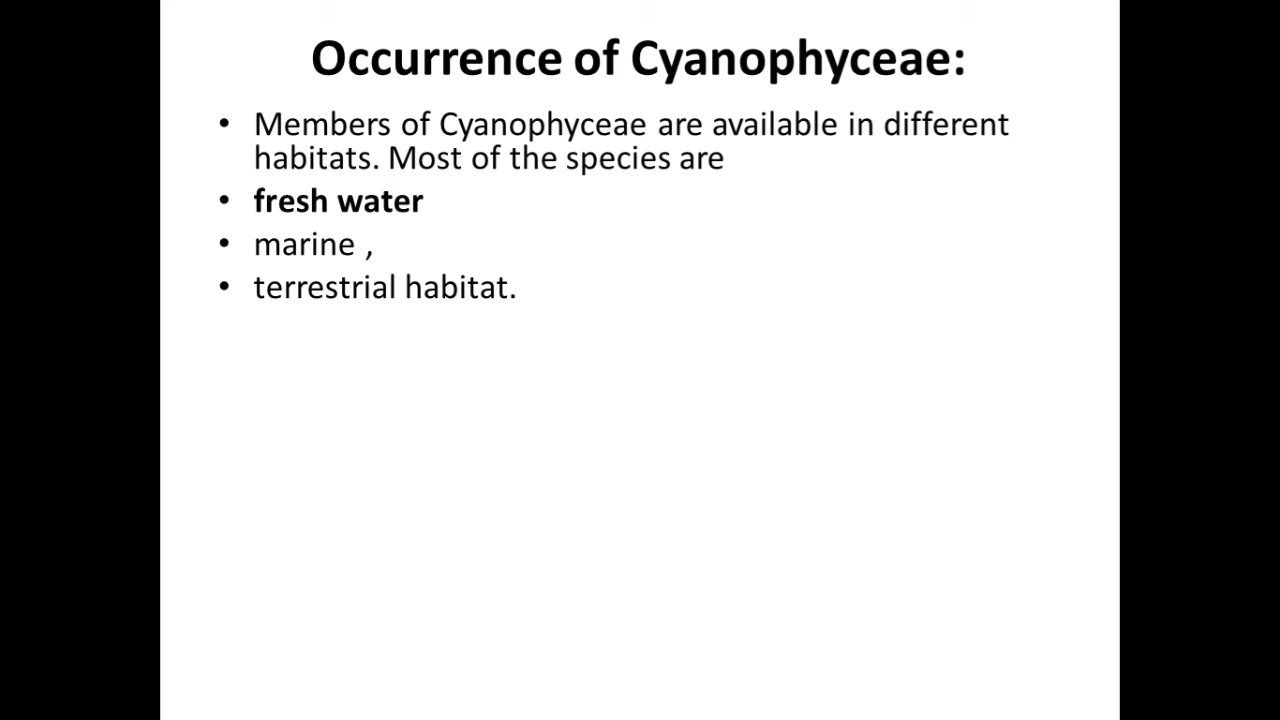 Occurrence of Cyanophyceae:
• Members of Cyanophyceae are available in different
habitats. Most of the species are
• fresh water
• marine ,
• terrestrial habitat.